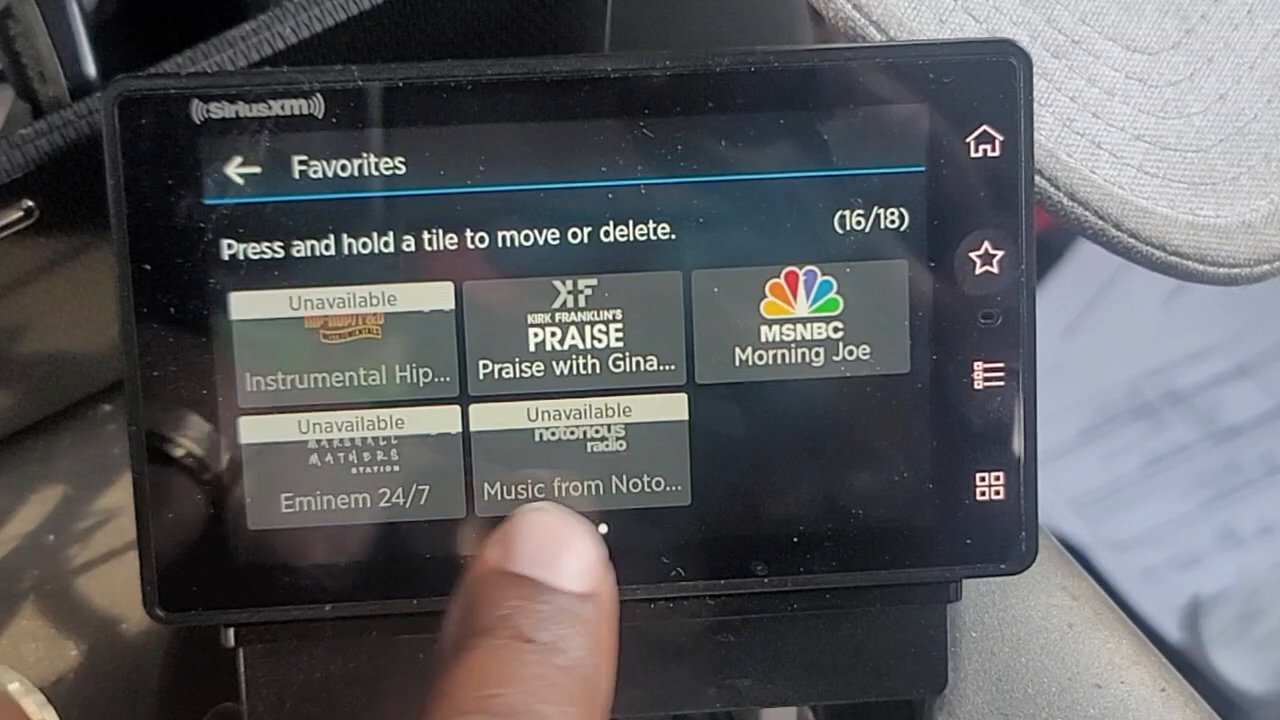 SiriusXM
Favorites
Press and hold a tile to move or delete.
(16/18)
Unavailable
Instrumental Hip...
KF
KIRK FRANKLIN'S
PRAISE
Praise with Gina...
MSNBC
Morning Joe
Unavailable
MARSHALL
MATHERS
STATION
Eminem 24/7
Unavailable
notorious
radio
Music from Noto...